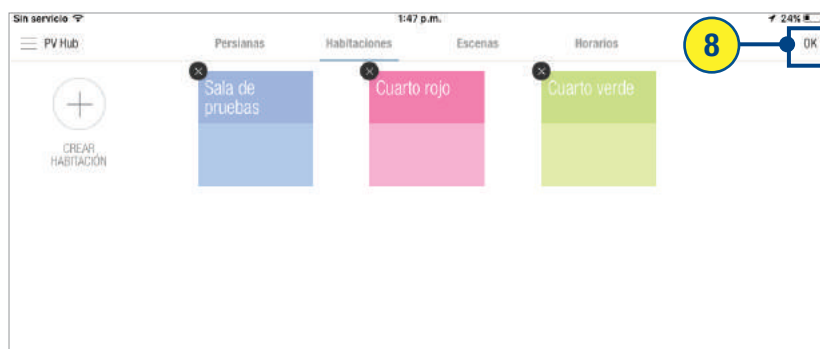 Sin servicio 1:47 p.m. 24%
PV Hub Persianas Habitaciones Escenas Horarios 8 OK
Sala de pruebas
Cuarto rojo
Cuarto verde
CREAR
HABITACIÓN